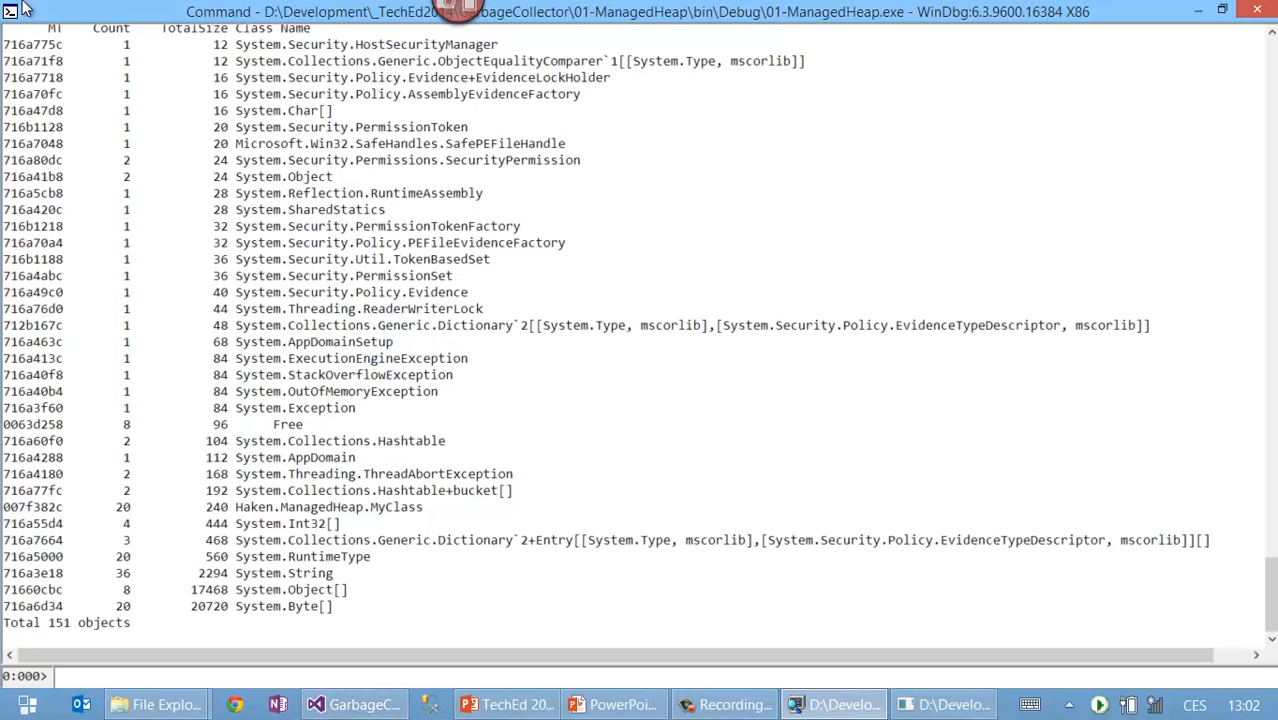 Command - D:\Development\_TechEd2014\GarbageCollector\01-ManagedHeap\bin\Debug\01-ManagedHeap.exe - WinDbg:6.3.9600.16384 X86
MT Count TotalSize Class Name
716a775c 1 12 System.Security.HostSecurityManager
716a71f8 1 12 System.Collections.Generic.ObjectEqualityComparer`1[[System.Type, mscorlib]]
716a7718 1 16 System.Security.Policy.Evidence+EvidenceLockHolder
716a70fc 1 16 System.Security.Policy.AssemblyEvidenceFactory
716a47d8 1 16 System.Char[]
716b1128 1 20 System.Security.PermissionToken
716a7048 1 20 Microsoft.Win32.SafeHandles.SafePEFileHandle
716a80dc 2 24 System.Security.Permissions.SecurityPermission
716a41b8 2 24 System.Object
716a5cb8 1 28 System.Reflection.RuntimeAssembly
716a420c 1 28 System.SharedStatics
716b1148 1 32 System.Security.PermissionTokenFactory
716a70a4 1 32 System.Security.Policy.PEFileEvidenceFactory
716b1188 1 36 System.Security.Util.TokenBasedSet
716a4abc 1 36 System.Security.PermissionSet
716a49c0 1 40 System.Security.Policy.Evidence
716a76d0 1 44 System.Threading.ReaderWriterLock
712b167c 1 48 System.Collections.Generic.Dictionary`2[[System.Type, mscorlib],[System.Security.Policy.EvidenceTypeDescriptor, mscorlib]]
716a463c 1 68 System.AppDomainSetup
716a413c 1 84 System.ExecutionEngineException
716a40f8 1 84 System.StackOverflowException
716a40b4 1 84 System.OutOfMemoryException
716a3f60 1 84 System.Exception
0063d258 8 96 Free
716a60f0 2 104 System.Collections.Hashtable
716a4288 1 112 System.AppDomain
716a4180 2 168 System.Threading.ThreadAbortException
716a77fc 2 192 System.Collections.Hashtable+bucket[]
007f382c 20 240 Haken.ManagedHeap.MyClass
716a55d4 4 444 System.Int32[]
716a7664 3 468 System.Collections.Generic.Dictionary`2+Entry[[System.Type, mscorlib],[System.Security.Policy.EvidenceTypeDescriptor, mscorlib]][]
716a5000 20 560 System.RuntimeType
716a3e18 36 2294 System.String
71660cbc 8 17468 System.Object[]
716a6d34 20 20720 System.Byte[]
Total 151 objects
0:000>
File Explo... GarbageC... TechEd 20... PowerPoi... Recording... D:\Develo... D:\Develo... CES 13:02